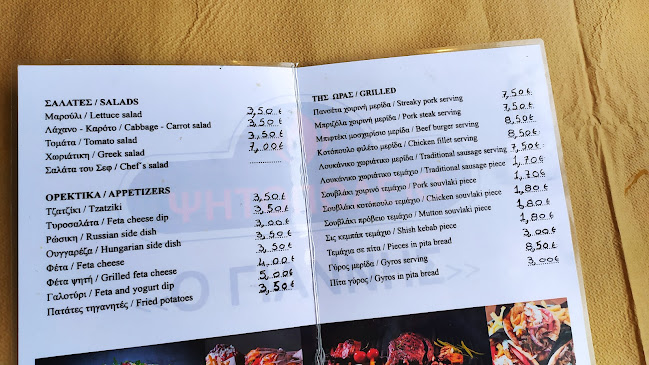 ΣΑΛΑΤΕΣ / SALADS
Μαρούλι / Lettuce salad 3,50€
Λάχανο - Καρότο / Cabbage - Carrot salad 3,50€
Τομάτα / Tomato salad 3,50€
Χωριάτικη / Greek salad 7,00€
Σαλάτα του Σεφ / Chef's salad ............
ΟΡΕΚΤΙΚΑ / APPETIZERS
Τζατζίκι / Tzatziki 3,50€
Τυροσαλάτα / Feta cheese dip 3,50€
Ρώσικη / Russian side dish 3,00€
Ουγγαρέζα / Hungarian side dish 3,50€
Φέτα / Feta cheese 3,50€
Φέτα ψητή / Grilled feta cheese 4,00€
Γαλοτύρι / Feta and yogurt dip 5,00€
Πατάτες τηγανητές / Fried potatoes 3,50€
ΤΗΣ ΩΡΑΣ / GRILLED
Πανσέτα χοιρινή μερίδα / Streaky pork serving 7,50€
Μπριζόλα χοιρινή μερίδα / Pork steak serving 7,50€
Μπιφτέκι μοσχαρίσιο μερίδα / Beef burger serving 8,50€
Κοτόπουλο φιλέτο μερίδα / Chicken fillet serving 8,50€
Λουκάνικο χωριάτικο μερίδα / Traditional sausage serving 7,50€
Λουκάνικο χωριάτικο τεμάχιο / Traditional sausage piece 1,70€
Σουβλάκι χοιρινό τεμάχιο / Pork souvlaki piece 1,70€
Σουβλάκι κοτόπουλο τεμάχιο / Chicken souvlaki piece 1,80€
Σουβλάκι πρόβειο τεμάχιο / Mutton souvlaki piece 1,80€
Σις κεμπάπ τεμάχιο / Shish kebab piece 1,80€
Τεμάχια σε πίτα / Pieces in pita bread 3,00€
Γύρος μερίδα / Gyros serving 8,50€
Πίτα γύρος / Gyros in pita bread 3,00€